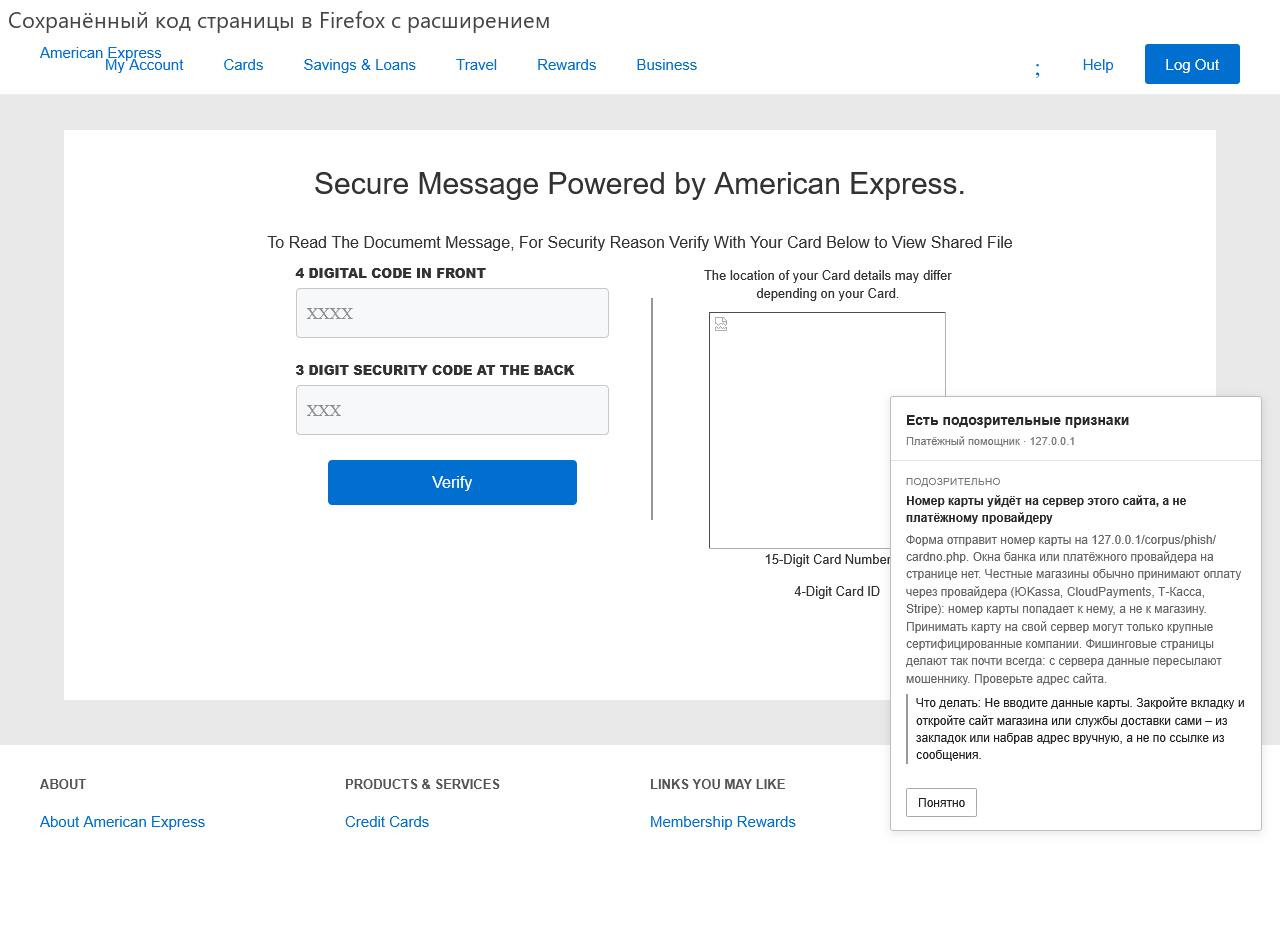 Сохранённый код страницы в Firefox с расширением
American Express
My Account Cards Savings & Loans Travel Rewards Business ; Help Log Out
Secure Message Powered by American Express.
To Read The Documemt Message, For Security Reason Verify With Your Card Below to View Shared File
4 DIGITAL CODE IN FRONT
XXXX
3 DIGIT SECURITY CODE AT THE BACK
XXX
Verify
The location of your Card details may differ
depending on your Card.
15-Digit Card Number
4-Digit Card ID
Есть подозрительные признаки
Платёжный помощник · 127.0.0.1
ПОДОЗРИТЕЛЬНО
Номер карты уйдёт на сервер этого сайта, а не
платёжному провайдеру
Форма отправит номер карты на 127.0.0.1/corpus/phish/
cardno.php. Окна банка или платёжного провайдера на
странице нет. Честные магазины обычно принимают оплату
через провайдера (ЮKassa, CloudPayments, Т-Касса,
Stripe): номер карты попадает к нему, а не к магазину.
Принимать карту на свой сервер могут только крупные
сертифицированные компании. Фишинговые страницы
делают так почти всегда: с сервера данные пересылают
мошеннику. Проверьте адрес сайта.
Что делать: Не вводите данные карты. Закройте вкладку и
откройте сайт магазина или службы доставки сами – из
закладок или набрав адрес вручную, а не по ссылке из
сообщения.
Понятно
ABOUT
About American Express
PRODUCTS & SERVICES
Credit Cards
LINKS YOU MAY LIKE
Membership Rewards